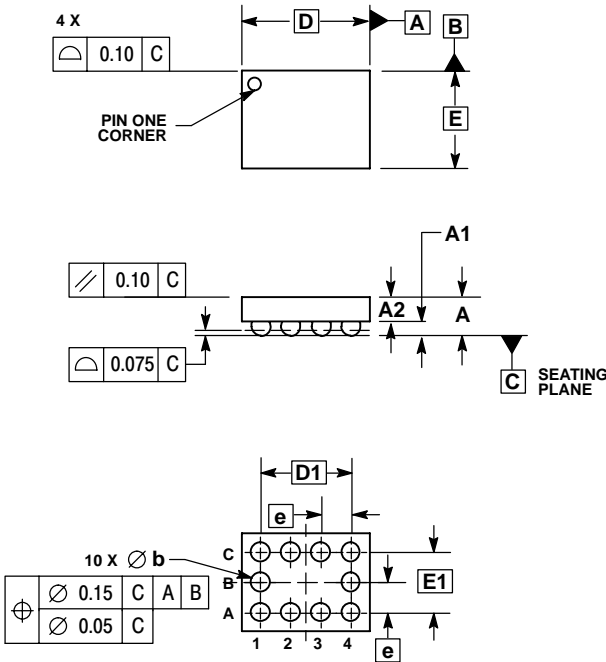 4 X
⌓ 0.10 C
D
A
B
PIN ONE
CORNER
E
A1
⫽ 0.10 C
A2
A
⌓ 0.075 C
C
SEATING
PLANE
D1
e
10 X ∅ b
C
B
A
E1
⌖ ∅ 0.15 C A B
∅ 0.05 C
1 2 3 4
e